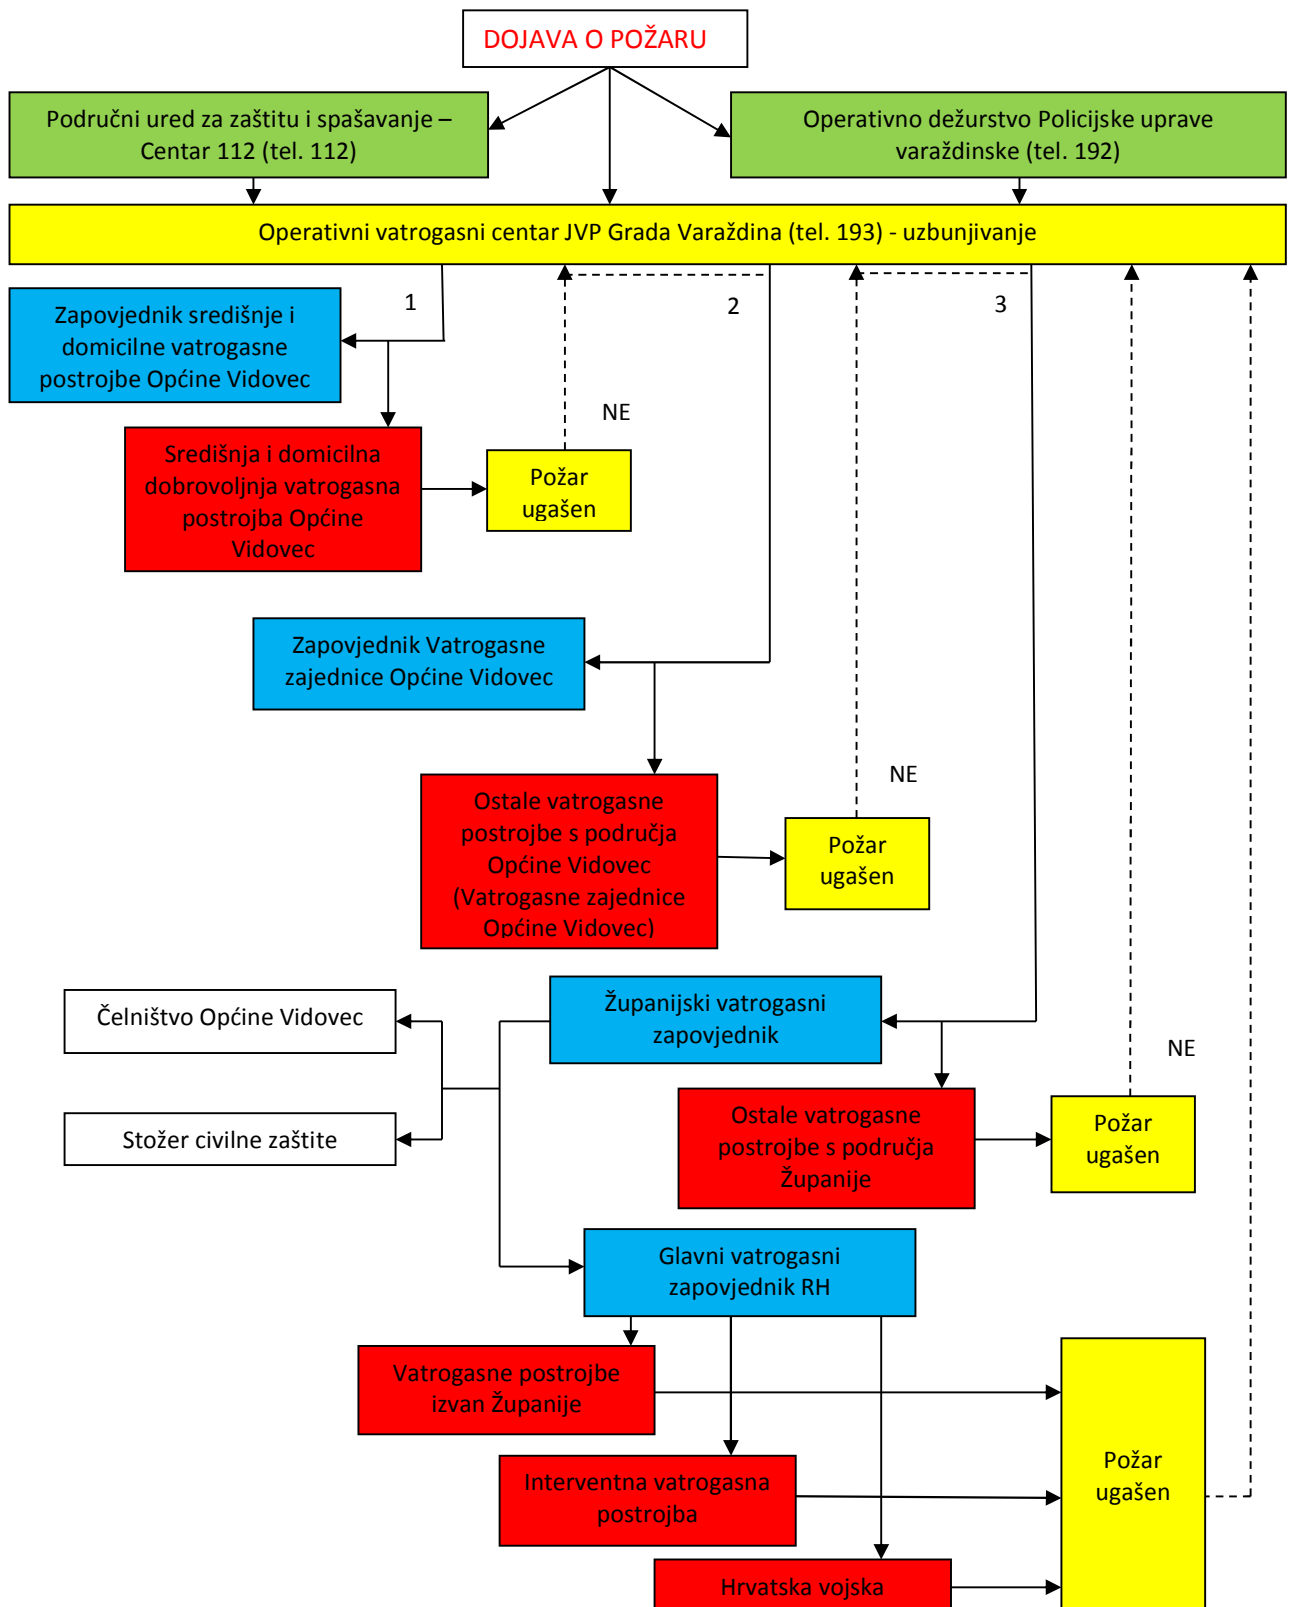 DOJAVA O POŽARU
Područni ured za zaštitu i spašavanje –
Centar 112 (tel. 112)
Operativno dežurstvo Policijske uprave
varaždinske (tel. 192)
Operativni vatrogasni centar JVP Grada Varaždina (tel. 193) - uzbunjivanje
1
2
3
Zapovjednik središnje i
domicilne vatrogasne
postrojbe Općine Vidovec
NE
Središnja i domicilna
dobrovoljnja vatrogasna
postrojba Općine
Vidovec
Požar
ugašen
Zapovjednik Vatrogasne
zajednice Općine Vidovec
NE
Ostale vatrogasne
postrojbe s područja
Općine Vidovec
(Vatrogasne zajednice
Općine Vidovec)
Požar
ugašen
Čelništvo Općine Vidovec
Županijski vatrogasni
zapovjednik
NE
Stožer civilne zaštite
Ostale vatrogasne
postrojbe s područja
Županije
Požar
ugašen
Glavni vatrogasni
zapovjednik RH
Vatrogasne postrojbe
izvan Županije
Interventna vatrogasna
postrojba
Požar
ugašen
Hrvatska vojska